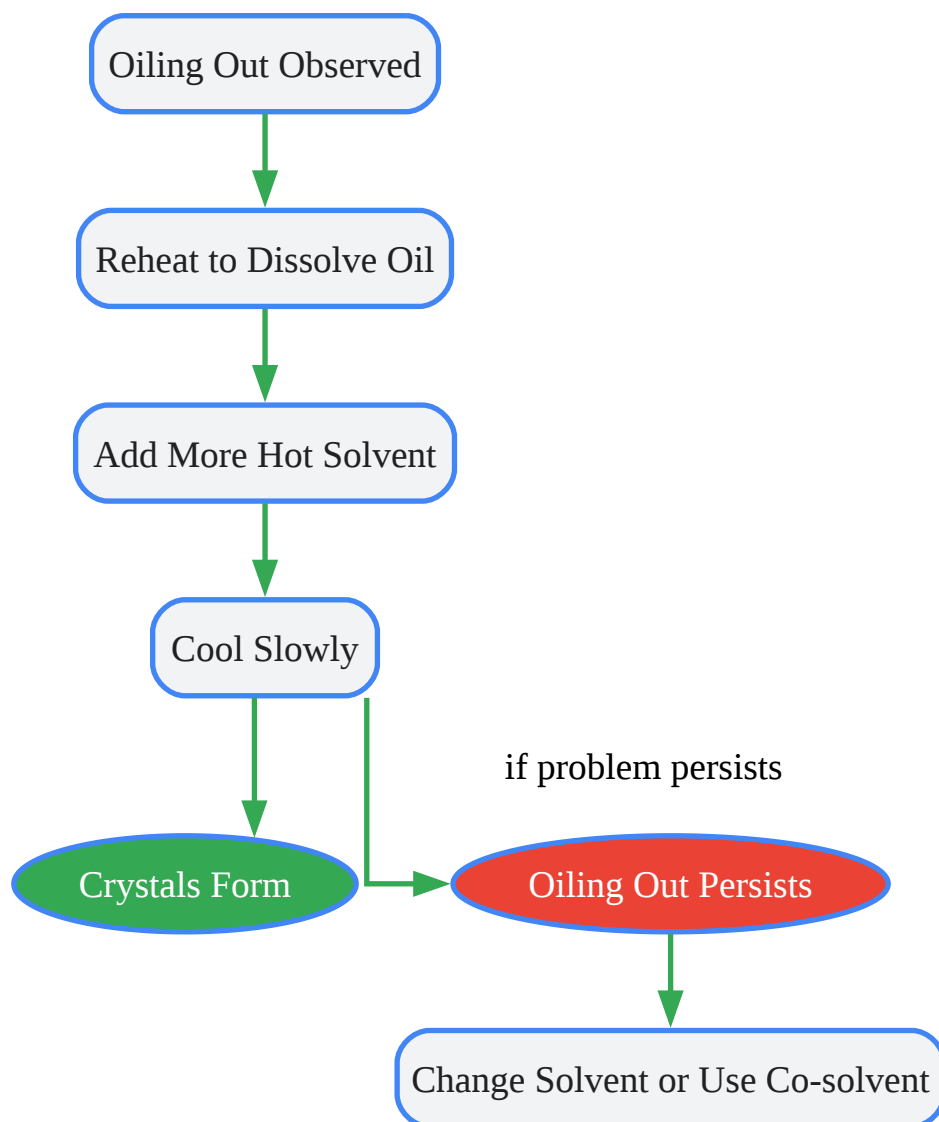 Oiling Out Observed
Reheat to Dissolve Oil
Add More Hot Solvent
Cool Slowly
if problem persists
Crystals Form
Oiling Out Persists
Change Solvent or Use Co-solvent